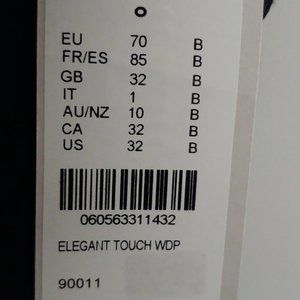 EU 70 B
FR/ES 85 B
GB 32 B
IT 1 B
AU/NZ 10 B
CA 32 B
US 32 B
060563311432
ELEGANT TOUCH WDP
90011